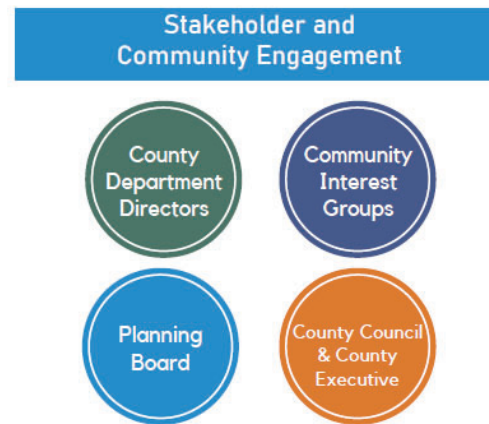 Stakeholder and
Community Engagement
County
Department
Directors
Community
Interest
Groups
Planning
Board
County Council
& County
Executive